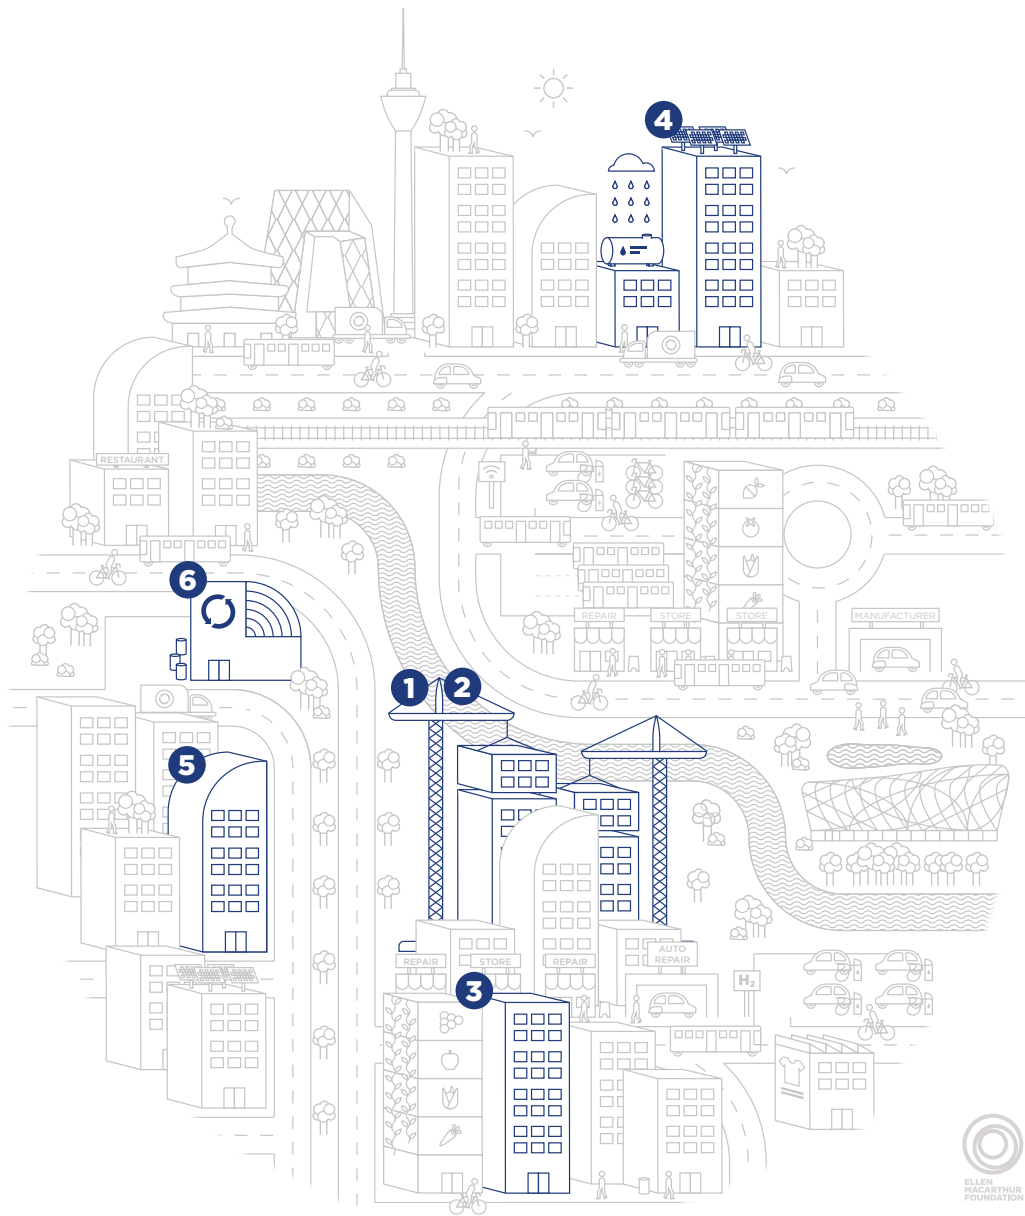 4
RESTAURANT
6
REPAIR
STORE
STORE
MANUFACTURER
1
2
5
REPAIR
STORE
REPAIR
AUTO
REPAIR
H2
3
ELLEN
MACARTHUR
FOUNDATION